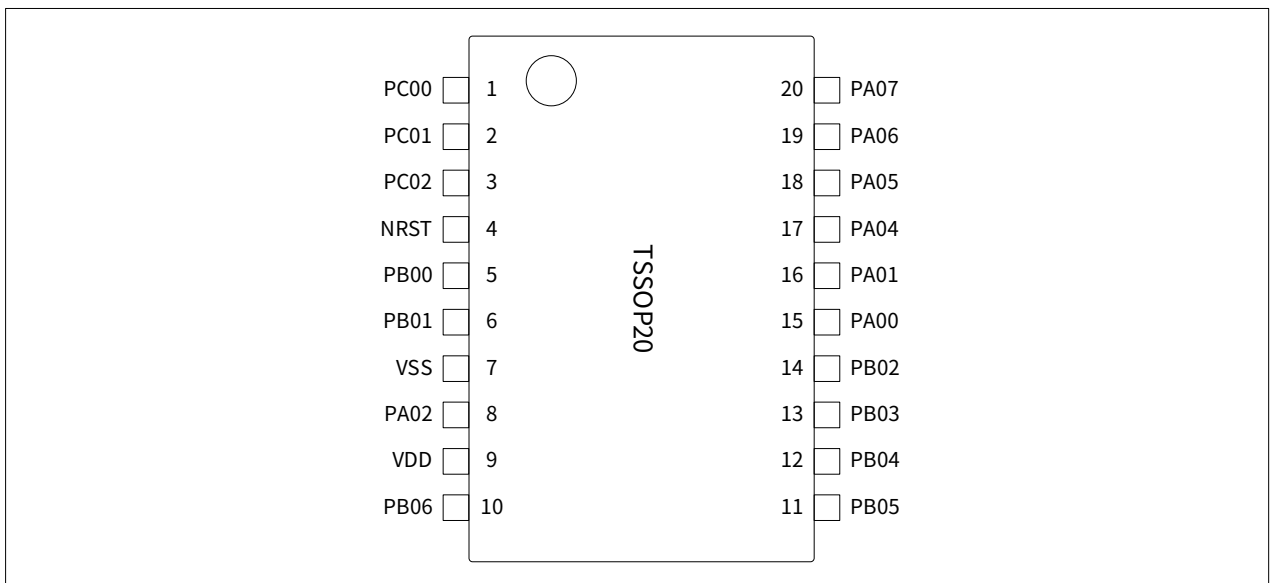 PC00 1 20 PA07
PC01 2 19 PA06
PC02 3 18 PA05
NRST 4 17 PA04
PB00 5 16 PA01
PB01 6 15 PA00
VSS 7 14 PB02
PA02 8 13 PB03
VDD 9 12 PB04
PB06 10 11 PB05
TSSOP20